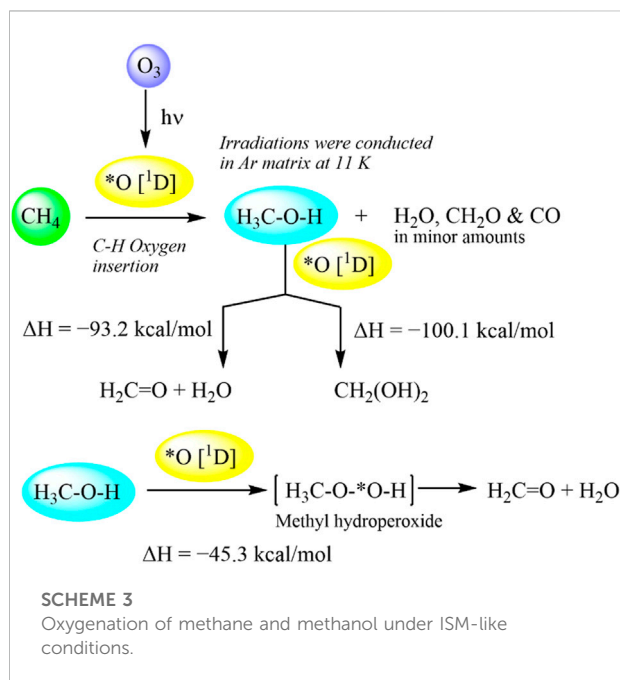 O₃
hν
Irradiations were conducted
in Ar matrix at 11 K
*O [¹D]
CH₄
H₃C-O-H + H₂O, CH₂O & CO
in minor amounts
C-H Oxygen
insertion
*O [¹D]
ΔH = −93.2 kcal/mol
ΔH = −100.1 kcal/mol
H₂C=O + H₂O
CH₂(OH)₂
*O [¹D]
H₃C-O-H
[H₃C-O-*O-H]
H₂C=O + H₂O
Methyl hydroperoxide
ΔH = −45.3 kcal/mol
SCHEME 3
Oxygenation of methane and methanol under ISM-like
conditions.